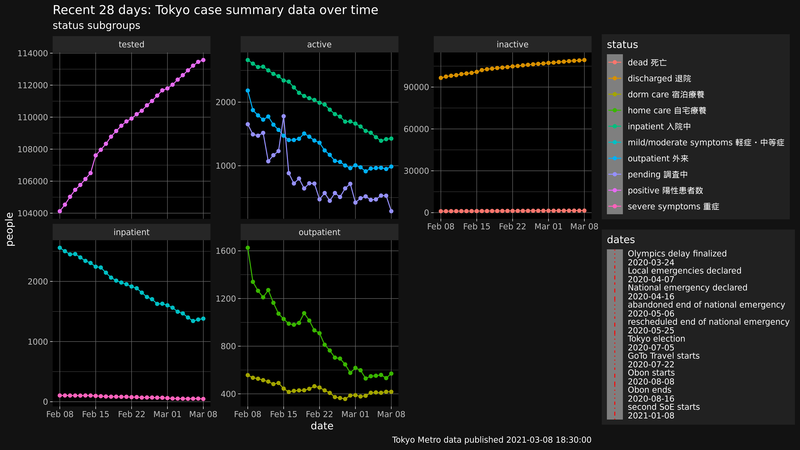 Recent 28 days: Tokyo case summary data over time
status subgroups
tested
active
inactive
people
114000
112000
110000
108000
106000
104000
2000
1000
90000
60000
30000
0
Feb 08
Feb 15
Feb 22
Mar 01
Mar 08
inpatient
outpatient
2000
1000
0
1600
1200
800
400
Feb 08
Feb 15
Feb 22
Mar 01
Mar 08
Feb 08
Feb 15
Feb 22
Mar 01
Mar 08
date
status
dead 死亡
discharged 退院
dorm care 宿泊療養
home care 自宅療養
inpatient 入院中
mild/moderate symptoms 軽症・中等症
outpatient 外来
pending 調査中
positive 陽性患者数
severe symptoms 重症
dates
Olympics delay finalized
2020-03-24
Local emergencies declared
2020-04-07
National emergency declared
2020-04-16
abandoned end of national emergency
2020-05-06
rescheduled end of national emergency
2020-05-25
Tokyo election
2020-07-05
GoTo Travel starts
2020-07-22
Obon starts
2020-08-08
Obon ends
2020-08-16
second SoE starts
2021-01-08
Tokyo Metro data published 2021-03-08 18:30:00